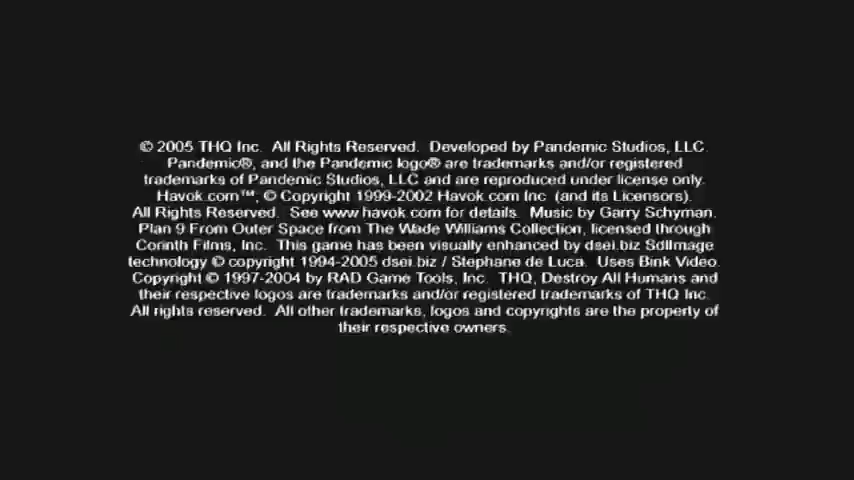 © 2005 THQ Inc.  All Rights Reserved.  Developed by Pandemic Studios, LLC.
Pandemic®, and the Pandemic logo® are trademarks and/or registered
trademarks of Pandemic Studios, LLC and are reproduced under license only.
Havok.com™; © Copyright 1999-2002 Havok.com Inc  (and its Licensors).
All Rights Reserved.  See www.havok.com for details.  Music by Garry Schyman.
Plan 9 From Outer Space from The Wade Williams Collection, licensed through
Corinth Films, Inc.  This game has been visually enhanced by dsei.biz SdlImage
technology © copyright 1994-2005 dsei.biz / Stephane de Luca.  Uses Bink Video.
Copyright © 1997-2004 by RAD Game Tools, Inc.  THQ, Destroy All Humans and
their respective logos are trademarks and/or registered trademarks of THQ Inc.
All rights reserved.  All other trademarks, logos and copyrights are the property of
their respective owners.